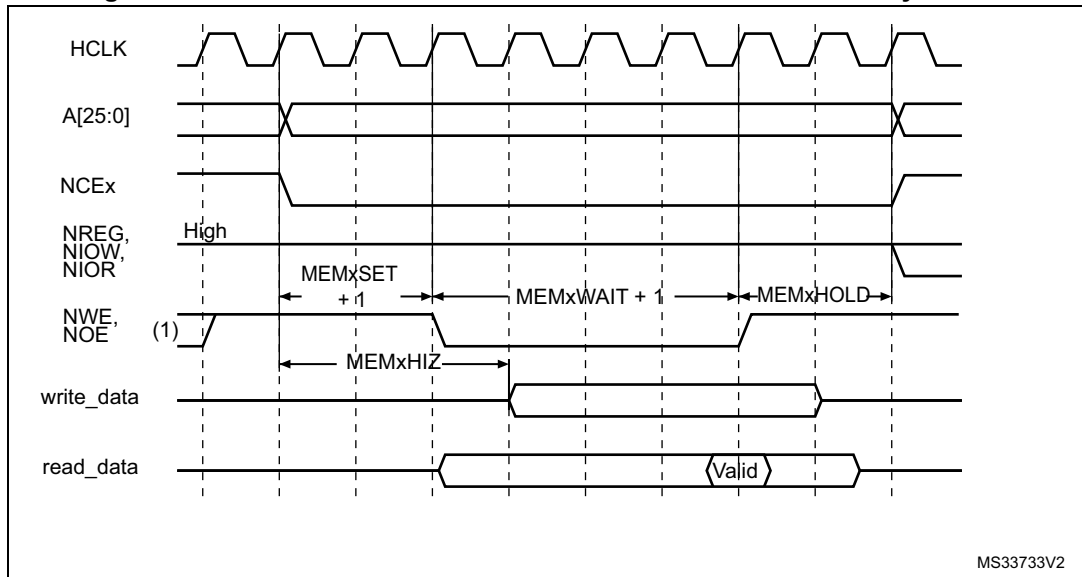 HCLK
A[25:0]
NCEx
NREG,
NIOW,
NIOR
High
MEMxSET
+ 1
MEMxWAIT + 1
MEMxHOLD
NWE,
NOE
(1)
MEMxHIZ
write_data
read_data
Valid
MS33733V2